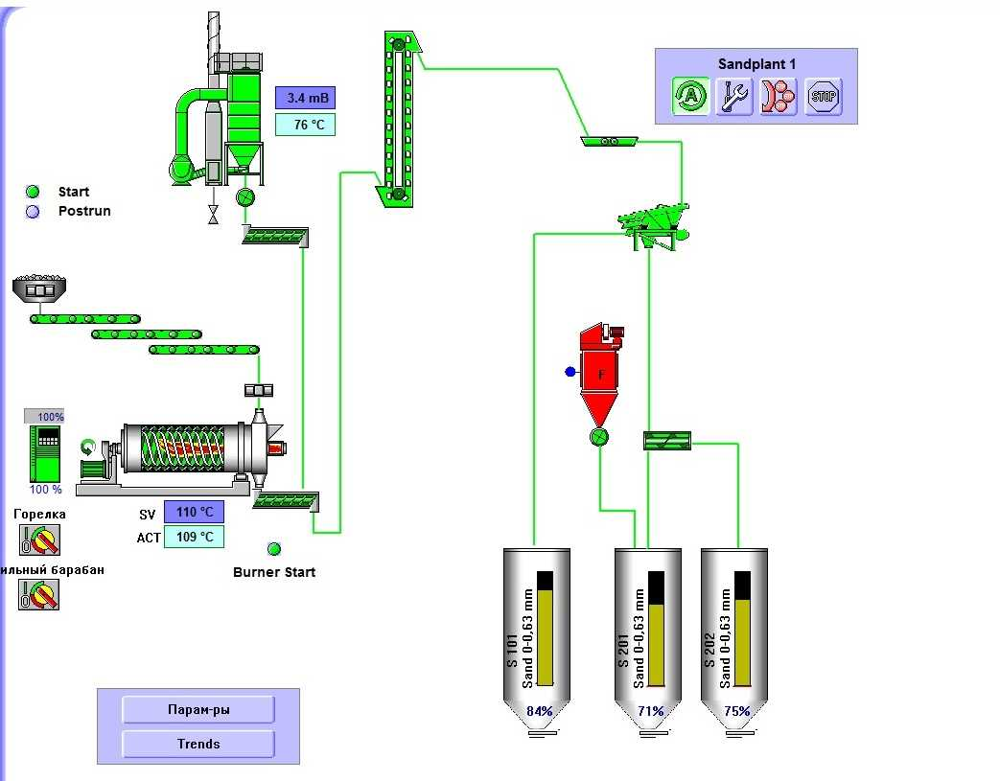 Sandplant 1
A
STOP
3.4 mB
76 °C
Start
Postrun
F
100%
100 %
Горелка
ильный барабан
SV 110 °C
ACT 109 °C
Burner Start
S 101
Sand 0-0,63 mm
84%
S 201
Sand 0-0,63 mm
71%
S 202
Sand 0-0,63 mm
75%
Парам-ры
Trends